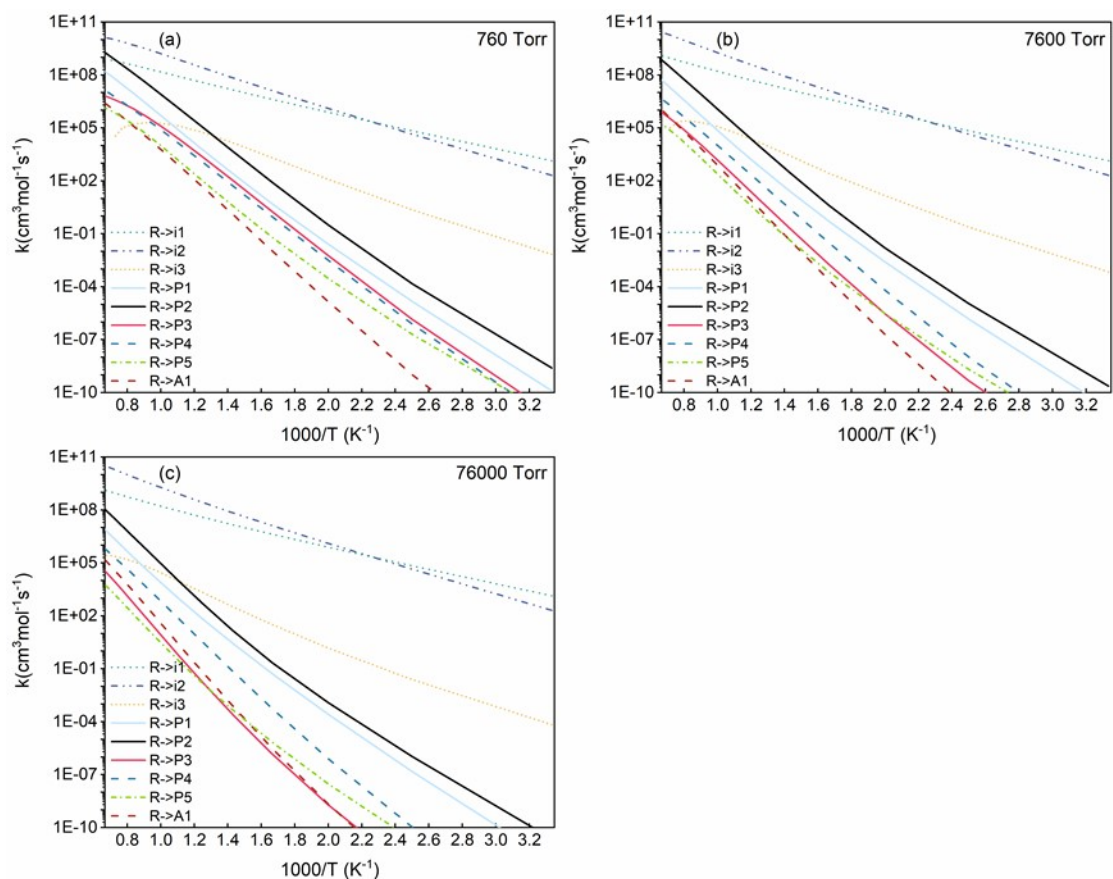 (a) 760 Torr
1E+11
1E+08
1E+05
1E+02
1E-01
1E-04
1E-07
1E-10
k(cm³mol⁻¹s⁻¹)
R->i1
R->i2
R->i3
R->P1
R->P2
R->P3
R->P4
R->P5
R->A1
0.8 1.0 1.2 1.4 1.6 1.8 2.0 2.2 2.4 2.6 2.8 3.0 3.2
1000/T (K⁻¹)
(b) 7600 Torr
1E+11
1E+08
1E+05
1E+02
1E-01
1E-04
1E-07
1E-10
k(cm³mol⁻¹s⁻¹)
R->i1
R->i2
R->i3
R->P1
R->P2
R->P3
R->P4
R->P5
R->A1
0.8 1.0 1.2 1.4 1.6 1.8 2.0 2.2 2.4 2.6 2.8 3.0 3.2
1000/T (K⁻¹)
(c) 76000 Torr
1E+11
1E+08
1E+05
1E+02
1E-01
1E-04
1E-07
1E-10
k(cm³mol⁻¹s⁻¹)
R->i1
R->i2
R->i3
R->P1
R->P2
R->P3
R->P4
R->P5
R->A1
0.8 1.0 1.2 1.4 1.6 1.8 2.0 2.2 2.4 2.6 2.8 3.0 3.2
1000/T (K⁻¹)